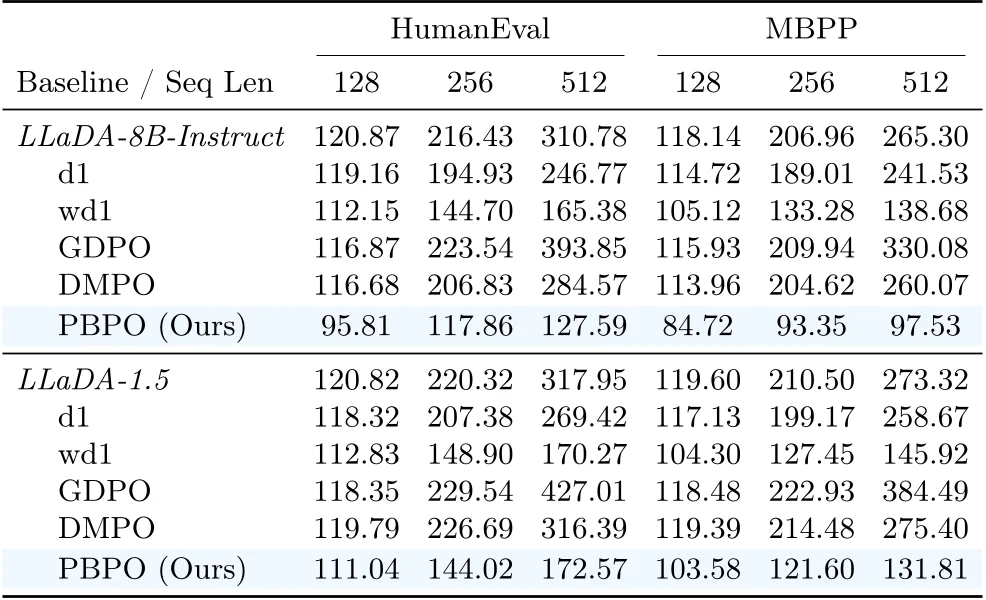 HumanEval MBPP
Baseline / Seq Len 128 256 512 128 256 512
LLaDA-8B-Instruct 120.87 216.43 310.78 118.14 206.96 265.30
d1 119.16 194.93 246.77 114.72 189.01 241.53
wd1 112.15 144.70 165.38 105.12 133.28 138.68
GDPO 116.87 223.54 393.85 115.93 209.94 330.08
DMPO 116.68 206.83 284.57 113.96 204.62 260.07
PBPO (Ours) 95.81 117.86 127.59 84.72 93.35 97.53
LLaDA-1.5 120.82 220.32 317.95 119.60 210.50 273.32
d1 118.32 207.38 269.42 117.13 199.17 258.67
wd1 112.83 148.90 170.27 104.30 127.45 145.92
GDPO 118.35 229.54 427.01 118.48 222.93 384.49
DMPO 119.79 226.69 316.39 119.39 214.48 275.40
PBPO (Ours) 111.04 144.02 172.57 103.58 121.60 131.81